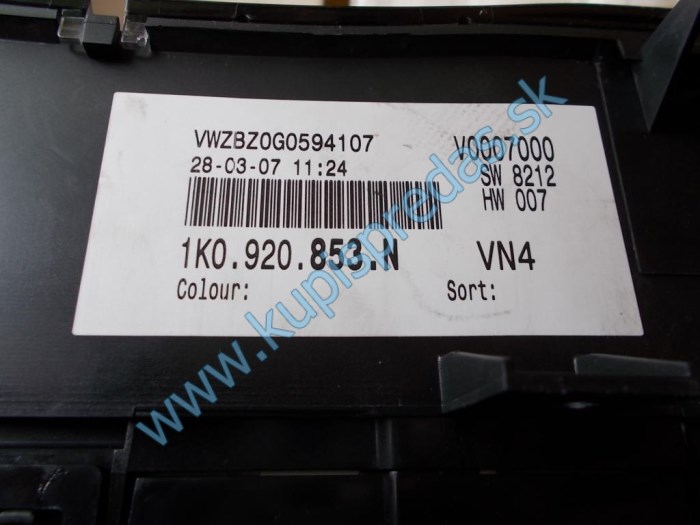 VWZBZ0G0594107 V0007000
28-03-07 11:24 SW 8212
HW 007
1K0.920.853.N VN4
Colour: Sort:
www.kupispredas.sk